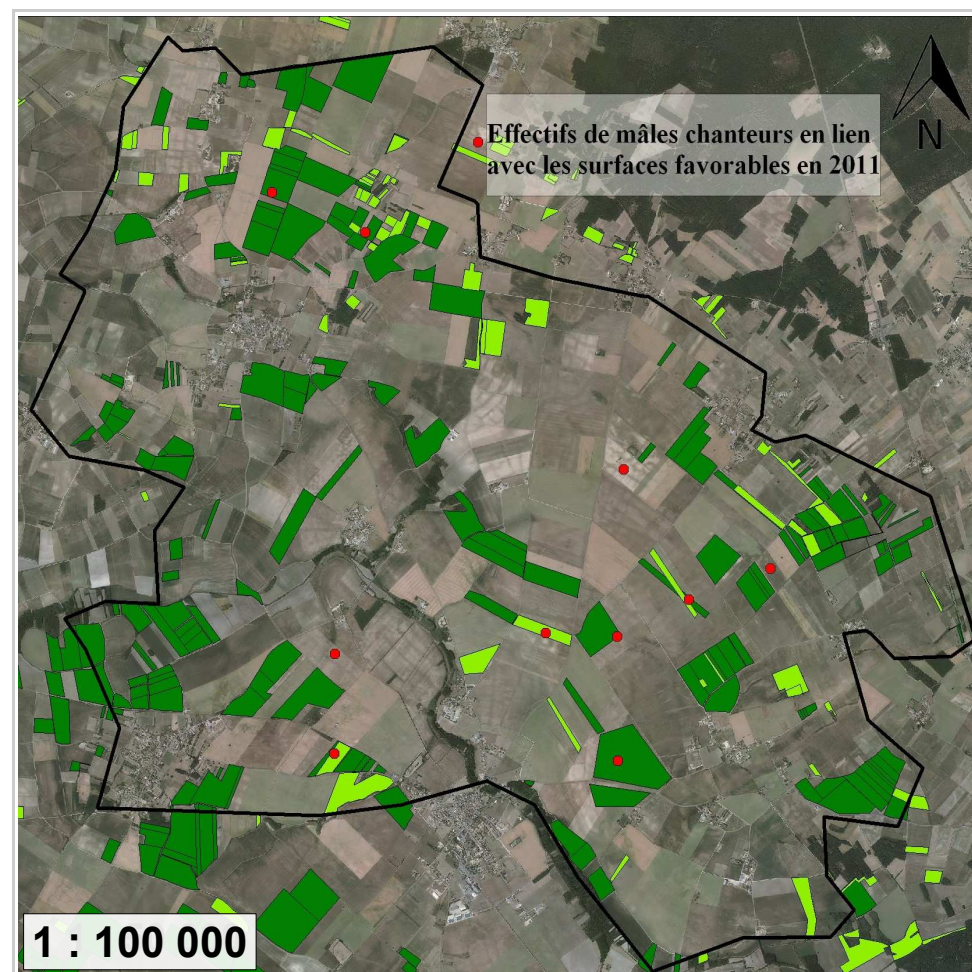 Effectifs de mâles chanteurs en lien
avec les surfaces favorables en 2011
N
1 : 100 000